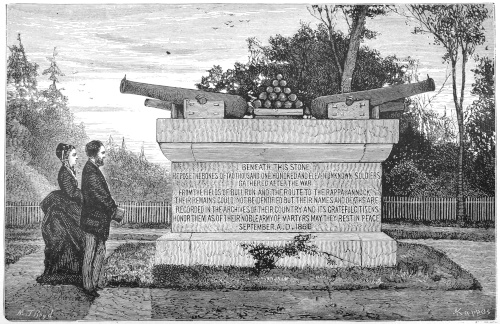 BENEATH THIS STONE
REPOSE THE BONES OF TWO THOUSAND ONE HUNDRED AND ELEVEN UNKNOWN SOLDIERS
GATHERED AFTER THE WAR
FROM THE FIELDS OF BULL RUN AND THE ROUTE TO THE RAPPAHANNOCK
THEIR REMAINS COULD NOT BE IDENTIFIED BUT THEIR NAMES AND DEATHS ARE
RECORDED IN THE ARCHIVES OF THEIR COUNTRY AND ITS GRATEFUL CITIZENS
HONOR THEM AS OF THEIR NOBLE ARMY OF MARTYRS MAY THEY REST IN PEACE
SEPTEMBER A.D. 1866
Karras